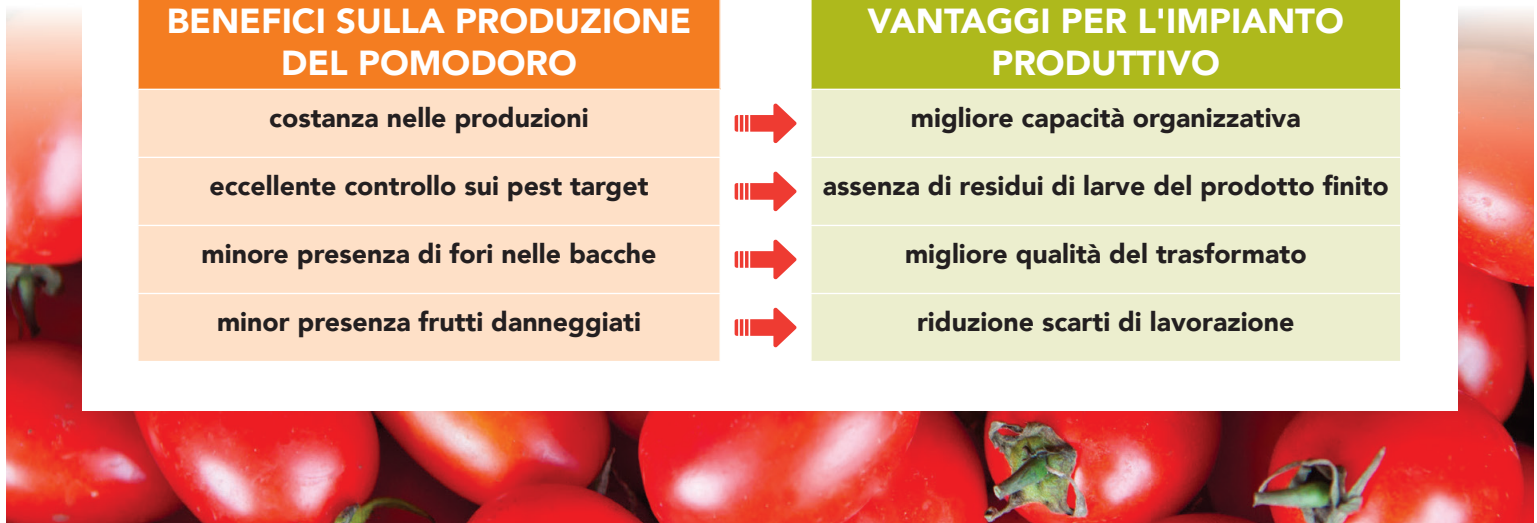 BENEFICI SULLA PRODUZIONE
DEL POMODORO
VANTAGGI PER L'IMPIANTO
PRODUTTIVO
costanza nelle produzioni
migliore capacità organizzativa
eccellente controllo sui pest target
assenza di residui di larve del prodotto finito
minore presenza di fori nelle bacche
migliore qualità del trasformato
minor presenza frutti danneggiati
riduzione scarti di lavorazione